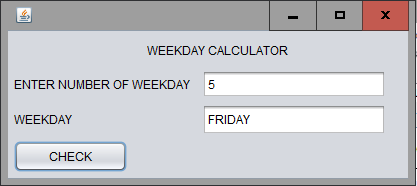 WEEKDAY CALCULATOR
ENTER NUMBER OF WEEKDAY 5
WEEKDAY FRIDAY
CHECK